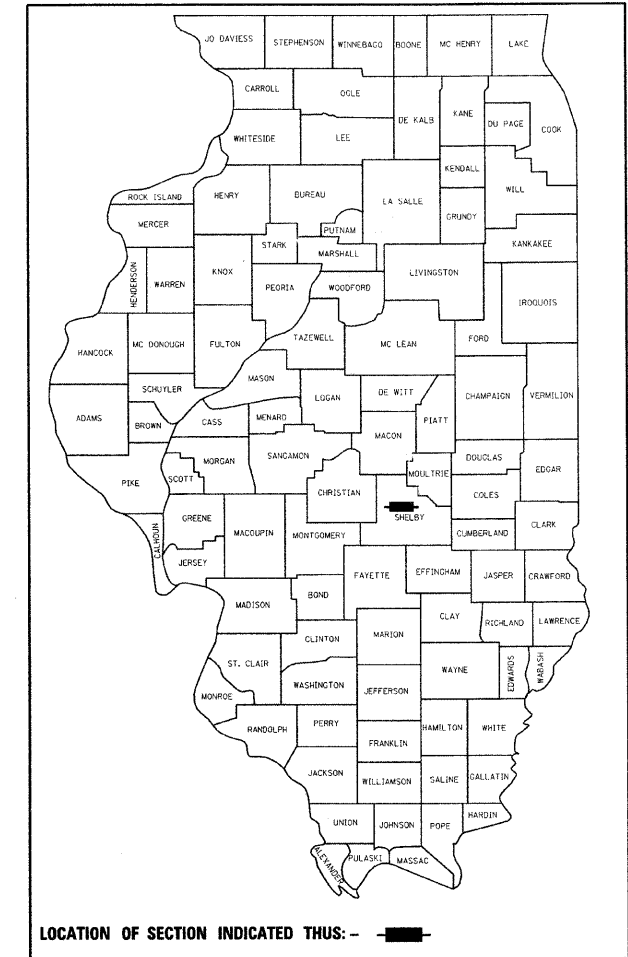 JO DAVIESS STEPHENSON WINNEBAGO BOONE MC HENRY LAKE
CARROLL OGLE DE KALB KANE DU PAGE COOK
WHITESIDE LEE
KENDALL WILL
ROCK ISLAND HENRY BUREAU LA SALLE GRUNDY
MERCER PUTNAM
STARK MARSHALL KANKAKEE
HENDERSON WARREN KNOX PEORIA WOODFORD LIVINGSTON IROQUOIS
HANCOCK MC DONOUGH FULTON TAZEWELL MC LEAN FORD
SCHUYLER MASON LOGAN DE WITT CHAMPAIGN VERMILION
ADAMS BROWN CASS MENARD PIATT
MACON
MORGAN SANGAMON MOULTRIE DOUGLAS EDGAR
PIKE SCOTT CHRISTIAN COLES
GREENE SHELBY
CALHOUN MACOUPIN MONTGOMERY CUMBERLAND CLARK
JERSEY FAYETTE EFFINGHAM JASPER CRAWFORD
MADISON BOND
CLAY RICHLAND LAWRENCE
CLINTON MARION
ST. CLAIR WAYNE EDWARDS WABASH
WASHINGTON JEFFERSON
MONROE
RANDOLPH PERRY HAMILTON WHITE
FRANKLIN
JACKSON WILLIAMSON SALINE GALLATIN
HARDIN
UNION JOHNSON POPE
ALEXANDER PULASKI MASSAC
LOCATION OF SECTION INDICATED THUS: -